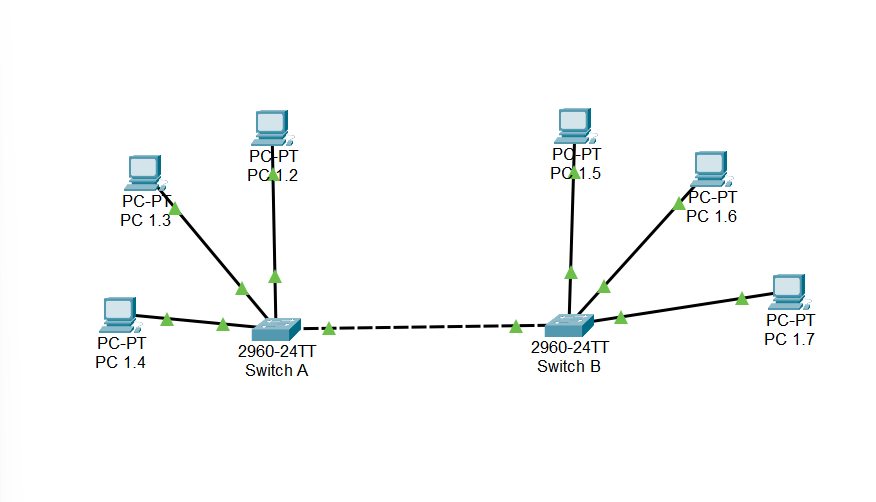 PC-PT
PC 1.2
PC-PT
PC 1.5
PC-PT
PC 1.3
PC-PT
PC 1.6
PC-PT
PC 1.4
2960-24TT
Switch A
2960-24TT
Switch B
PC-PT
PC 1.7